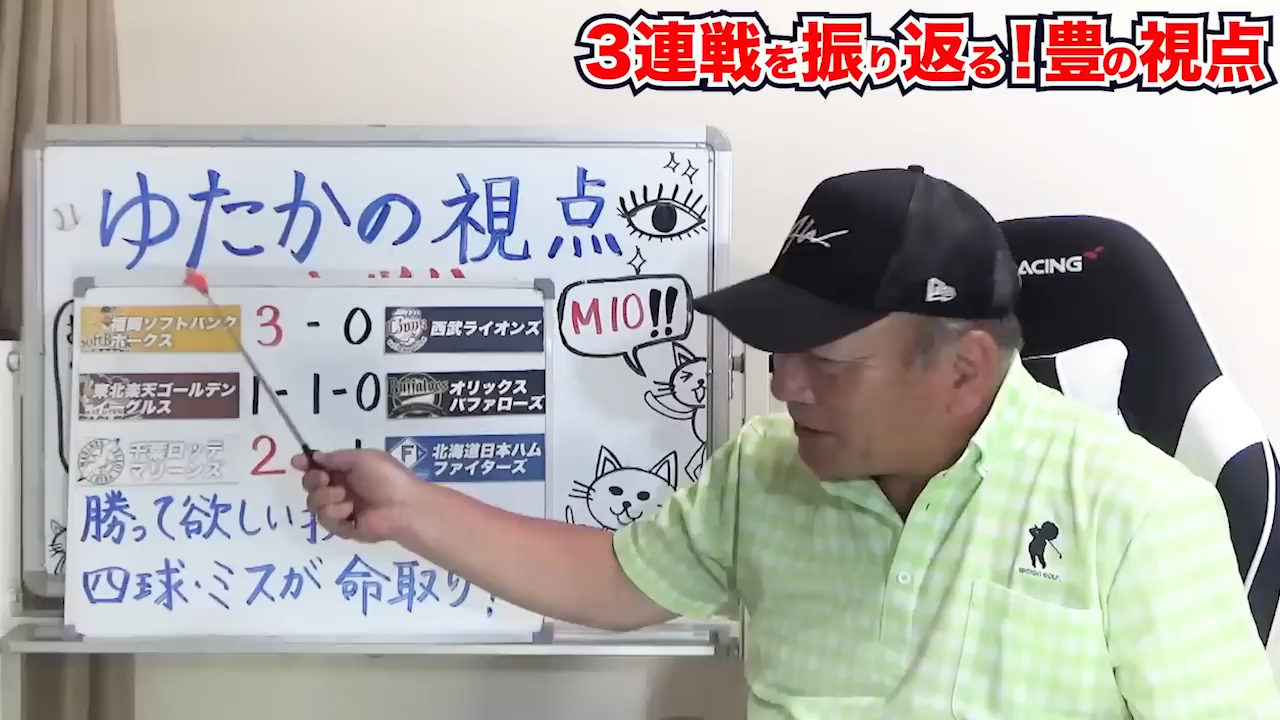 3連戦を振り返る！豊の視点
ゆたかの視点
M10!!
福岡ソフトバンク
ホークス
3 - 0
西武ライオンズ
東北楽天ゴールデン
イーグルス
1-1-0
オリックス
バファローズ
千葉ロッテ
マリーンズ
2
北海道日本ハム
ファイターズ
勝って欲しい
四球・ミスが命取り!
ACING